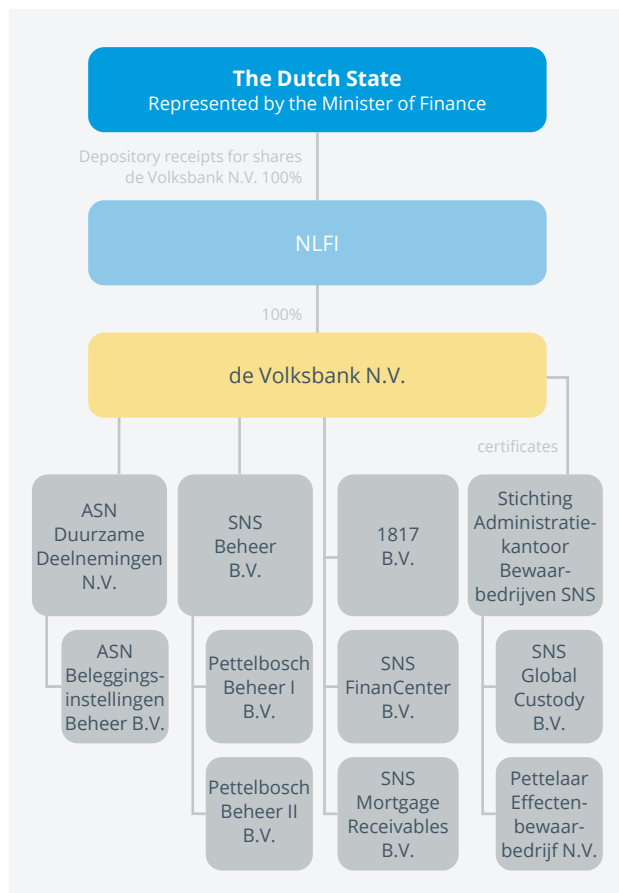 The Dutch State
Represented by the Minister of Finance
Depository receipts for shares
de Volksbank N.V. 100%
NLFI
100%
de Volksbank N.V.
certificates
ASN
Duurzame
Deelnemingen
N.V.
SNS
Beheer
B.V.
1817
B.V.
Stichting
Administratie-
kantoor
Bewaar-
bedrijven SNS
ASN
Beleggings-
instellingen
Beheer B.V.
Pettelbosch
Beheer I
B.V.
SNS
FinanCenter
B.V.
SNS
Global
Custody
B.V.
Pettelbosch
Beheer II
B.V.
SNS
Mortgage
Receivables
B.V.
Pettelaar
Effecten-
bewaar-
bedrijf N.V.